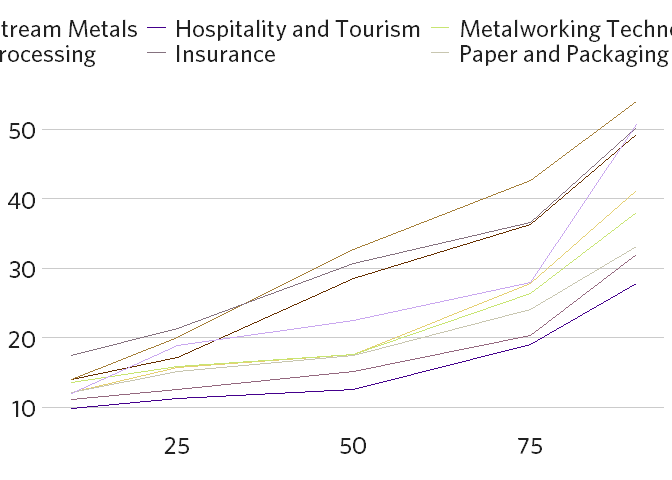 tream Metals Hospitality and Tourism Metalworking Techn
rocessing Insurance Paper and Packaging
50
40
30
20
10
25 50 75